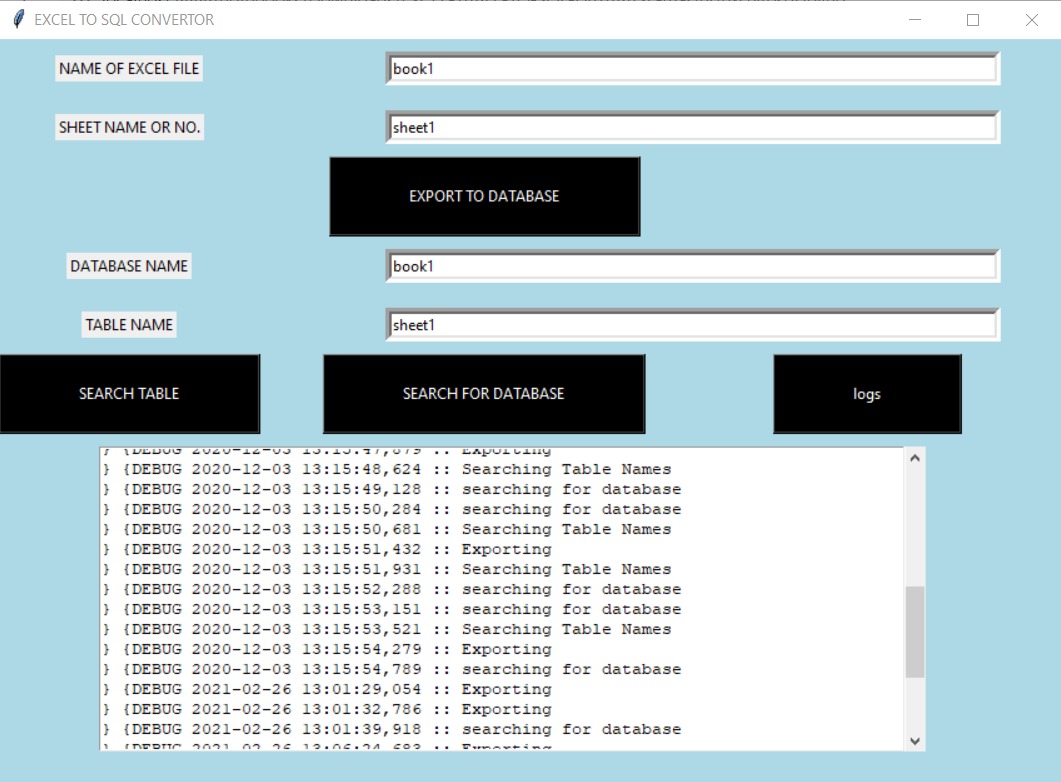 EXCEL TO SQL CONVERTOR
NAME OF EXCEL FILE book1
SHEET NAME OR NO. sheet1
EXPORT TO DATABASE
DATABASE NAME book1
TABLE NAME sheet1
SEARCH TABLE SEARCH FOR DATABASE logs
} {DEBUG 2020-12-03 13:15:47,879 :: Exporting
} {DEBUG 2020-12-03 13:15:48,624 :: Searching Table Names
} {DEBUG 2020-12-03 13:15:49,128 :: searching for database
} {DEBUG 2020-12-03 13:15:50,284 :: searching for database
} {DEBUG 2020-12-03 13:15:50,681 :: Searching Table Names
} {DEBUG 2020-12-03 13:15:51,432 :: Exporting
} {DEBUG 2020-12-03 13:15:51,931 :: Searching Table Names
} {DEBUG 2020-12-03 13:15:52,288 :: searching for database
} {DEBUG 2020-12-03 13:15:53,151 :: searching for database
} {DEBUG 2020-12-03 13:15:53,521 :: Searching Table Names
} {DEBUG 2020-12-03 13:15:54,279 :: Exporting
} {DEBUG 2020-12-03 13:15:54,789 :: searching for database
} {DEBUG 2021-02-26 13:01:29,054 :: Exporting
} {DEBUG 2021-02-26 13:01:32,786 :: Exporting
} {DEBUG 2021-02-26 13:01:39,918 :: searching for database
} {DEBUG 2021-02-26 13:06:24,683 :: Exporting